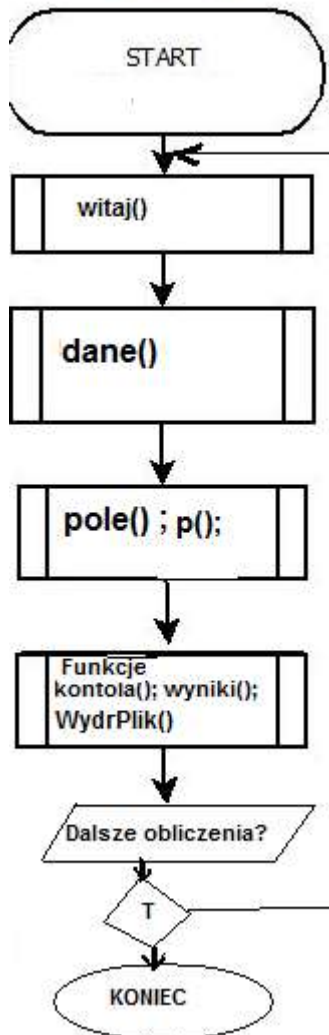 START
witaj()
dane()
pole() ; p();
Funkcje
kontola(); wyniki();
WydrPlik()
Dalsze obliczenia?
T
KONIEC